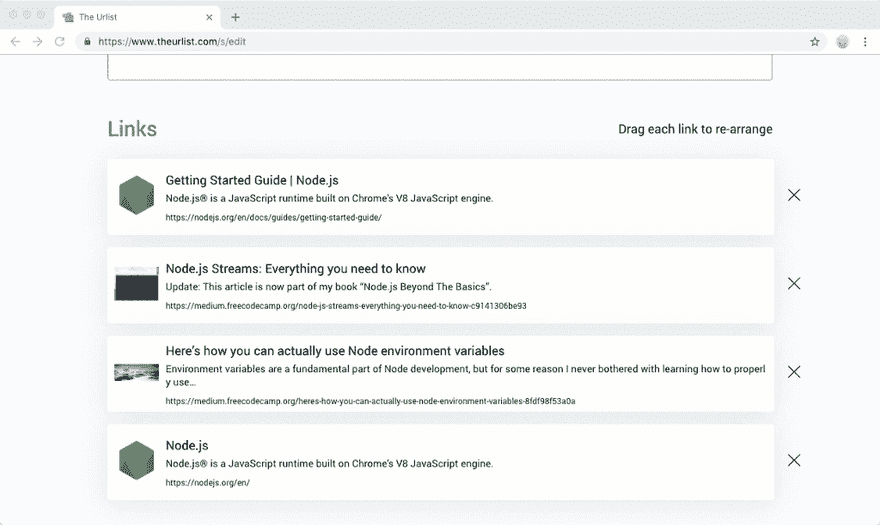 The Urlist
https://www.theurlist.com/s/edit
Links
Drag each link to re-arrange
Getting Started Guide | Node.js
Node.js® is a JavaScript runtime built on Chrome's V8 JavaScript engine.
https://nodejs.org/en/docs/guides/getting-started-guide/
Node.js Streams: Everything you need to know
Update: This article is now part of my book “Node.js Beyond The Basics”.
https://medium.freecodecamp.org/node-js-streams-everything-you-need-to-know-c9141306be93
Here’s how you can actually use Node environment variables
Environment variables are a fundamental part of Node development, but for some reason I never bothered with learning how to properl
y use...
https://medium.freecodecamp.org/heres-how-you-can-actually-use-node-environment-variables-8fdf98f53a0a
Node.js
Node.js® is a JavaScript runtime built on Chrome's V8 JavaScript engine.
https://nodejs.org/en/